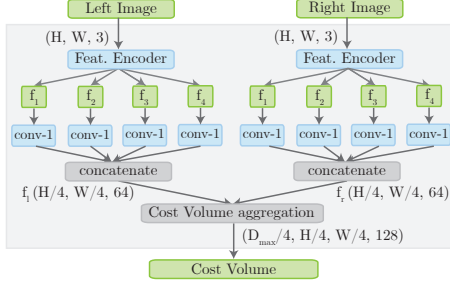 Left Image Right Image
(H, W, 3) (H, W, 3)
Feat. Encoder Feat. Encoder
f₁ f₂ f₃ f₄ f₁ f₂ f₃ f₄
conv-1 conv-1 conv-1 conv-1 conv-1 conv-1 conv-1 conv-1
concatenate concatenate
fₗ(H/4, W/4, 64) fᵣ(H/4, W/4, 64)
Cost Volume aggregation
(Dₘₐₓ/4, H/4, W/4, 128)
Cost Volume